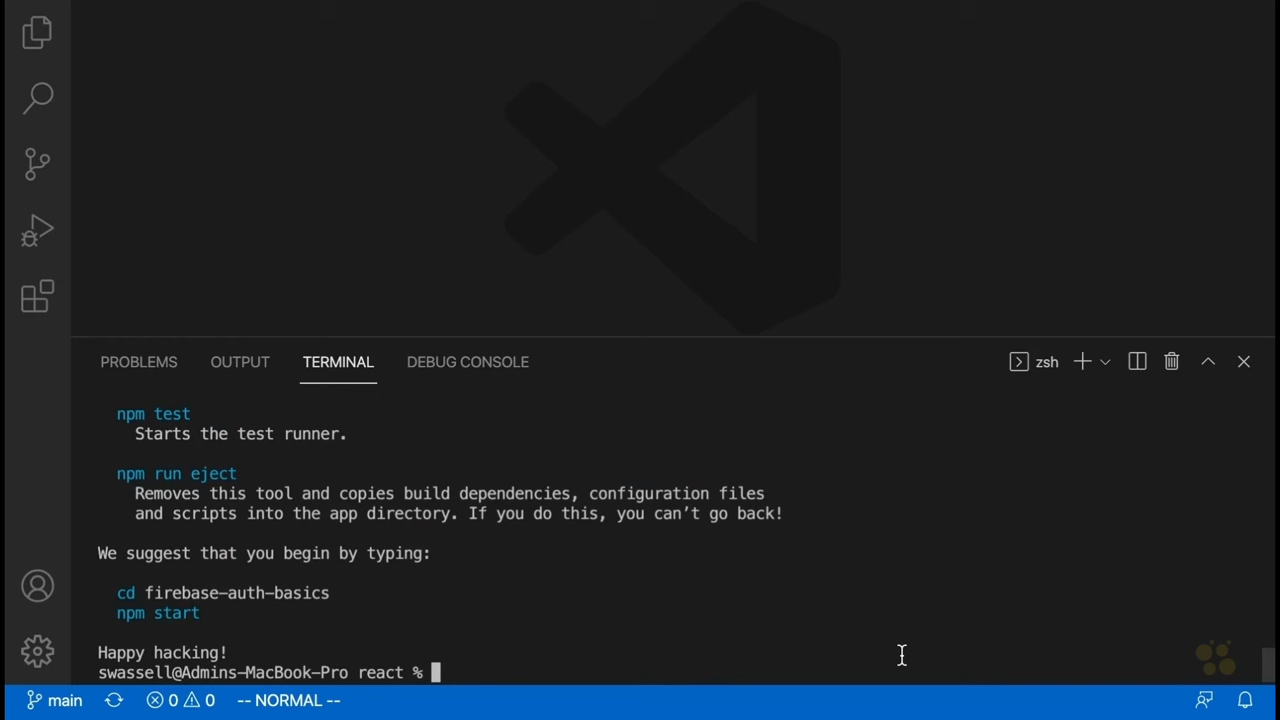 PROBLEMS OUTPUT TERMINAL DEBUG CONSOLE zsh
npm test
Starts the test runner.
npm run eject
Removes this tool and copies build dependencies, configuration files
and scripts into the app directory. If you do this, you can’t go back!
We suggest that you begin by typing:
cd firebase-auth-basics
npm start
Happy hacking!
swassell@Admins-MacBook-Pro react %
main 0 0 -- NORMAL --